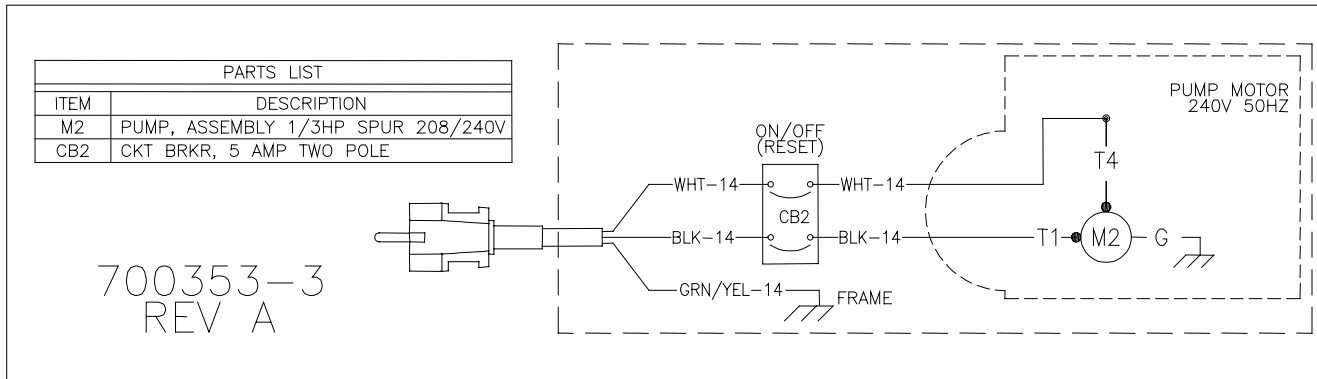 PARTS LIST
ITEM DESCRIPTION
M2 PUMP, ASSEMBLY 1/3HP SPUR 208/240V
CB2 CKT BRKR, 5 AMP TWO POLE
700353-3
REV A
PUMP MOTOR
240V 50HZ
ON/OFF
(RESET)
T4
WHT-14 WHT-14
CB2
BLK-14 BLK-14 T1 M2 G
GRN/YEL-14 FRAME